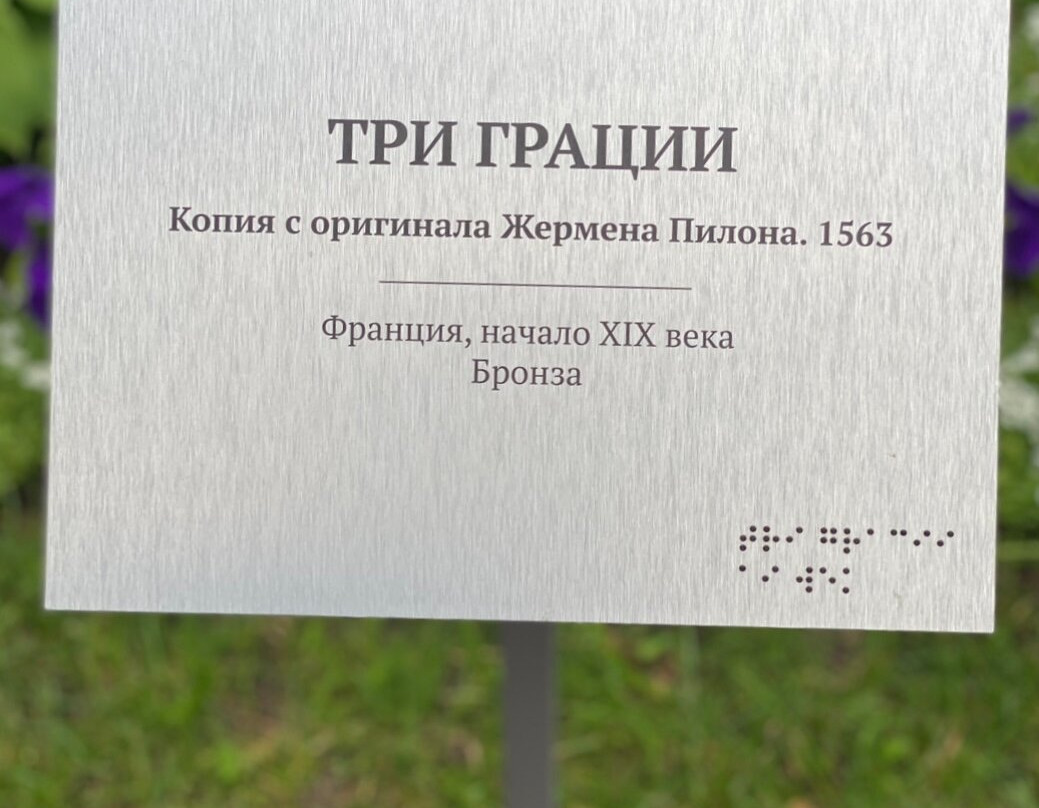 ТРИ ГРАЦИИ
Копия с оригинала Жермена Пилона. 1563
Франция, начало XIX века
Бронза
⠞⠗⠊ ⠛⠗⠁⠉⠊⠊